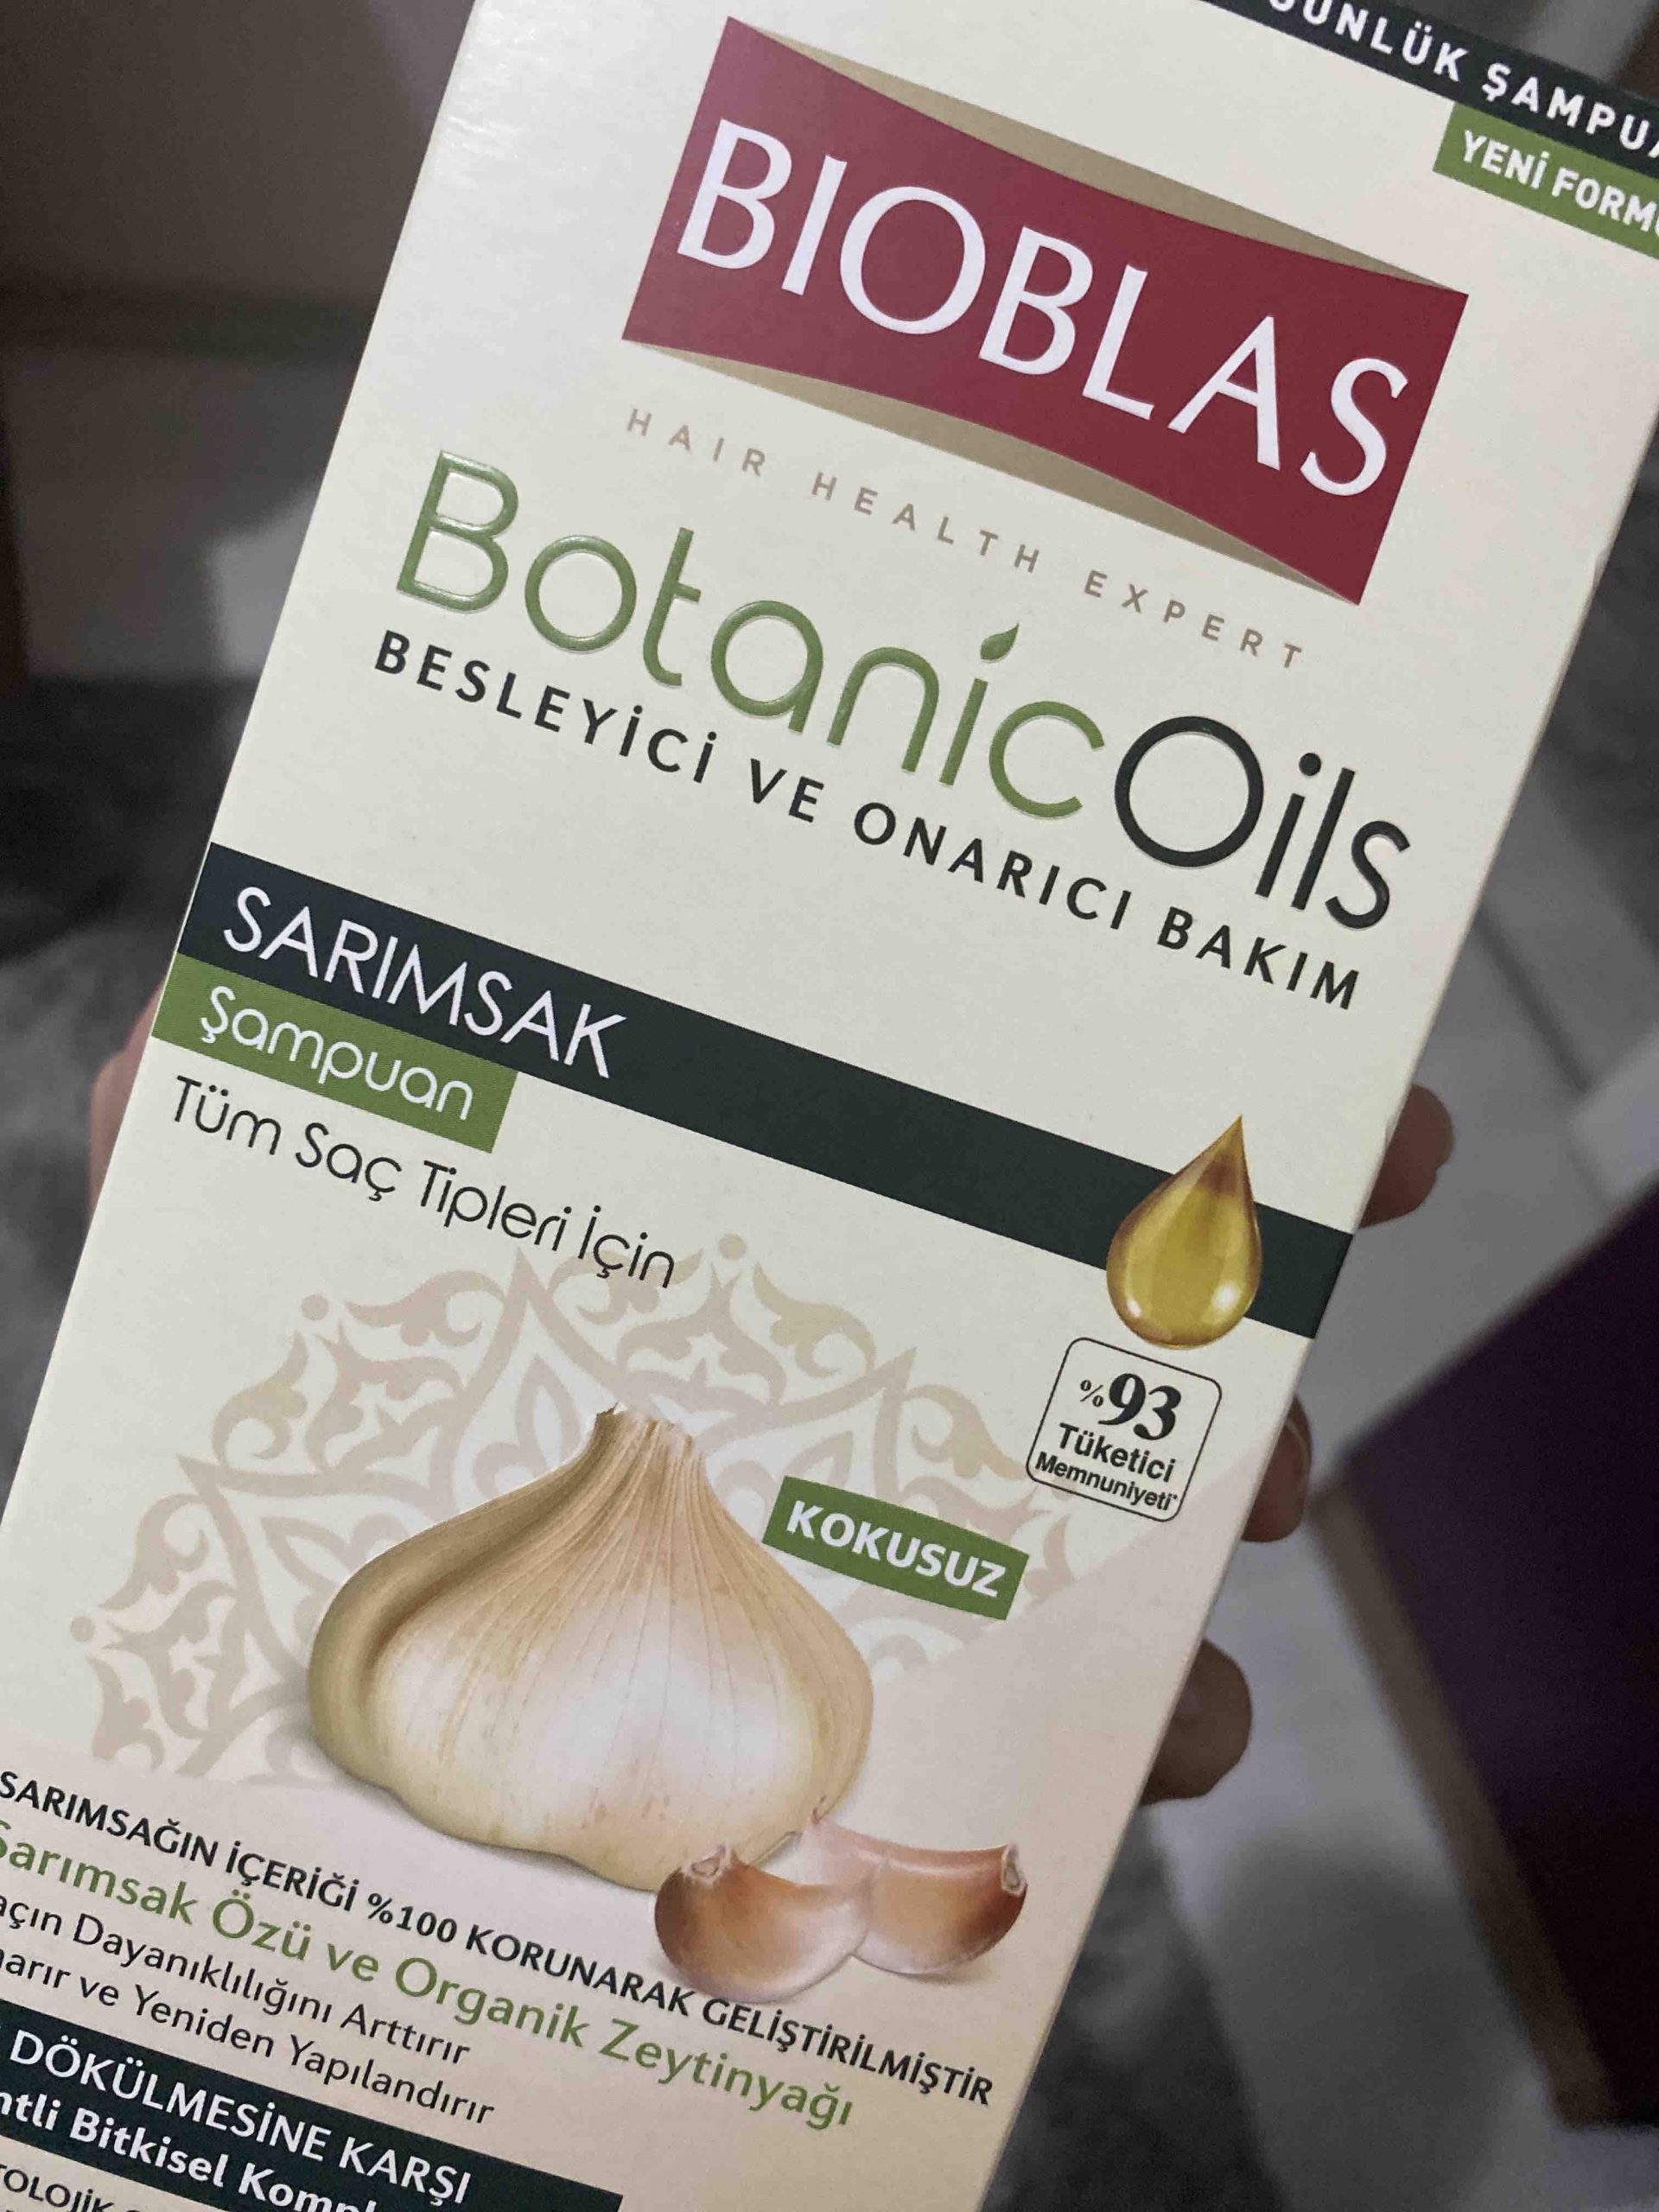 YENİ
BIOBLAS
HAIR HEALTH EXPERT
BotanicOils
BESLEYİCİ VE ONARICI BAKIM
SARIMSAK
Şampuan
Tüm Saç Tipleri İçin
%93
Tüketici
Memnuniyeti*
KOKUSUZ
SARIMSAĞIN İÇERİĞİ %100 KORUNARAK GELİŞTİRİLMİŞTİR
Sarımsak Özü ve Organik Zeytinyağı
Dayanıklılığını Arttırır
ve Yeniden Yapılandırır
DÖKÜLMESİNE KARŞI
Bitkisel